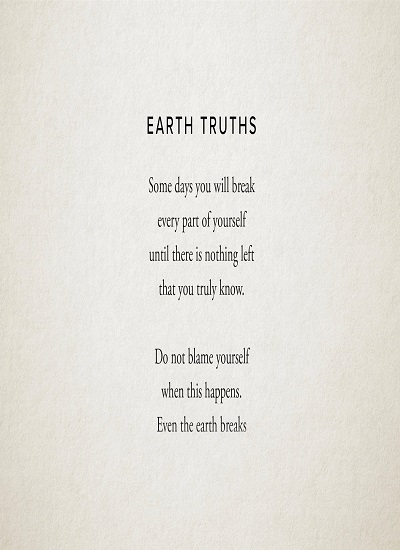 EARTH TRUTHS
Some days you will break
every part of yourself
until there is nothing left
that you truly know.
Do not blame yourself
when this happens.
Even the earth breaks